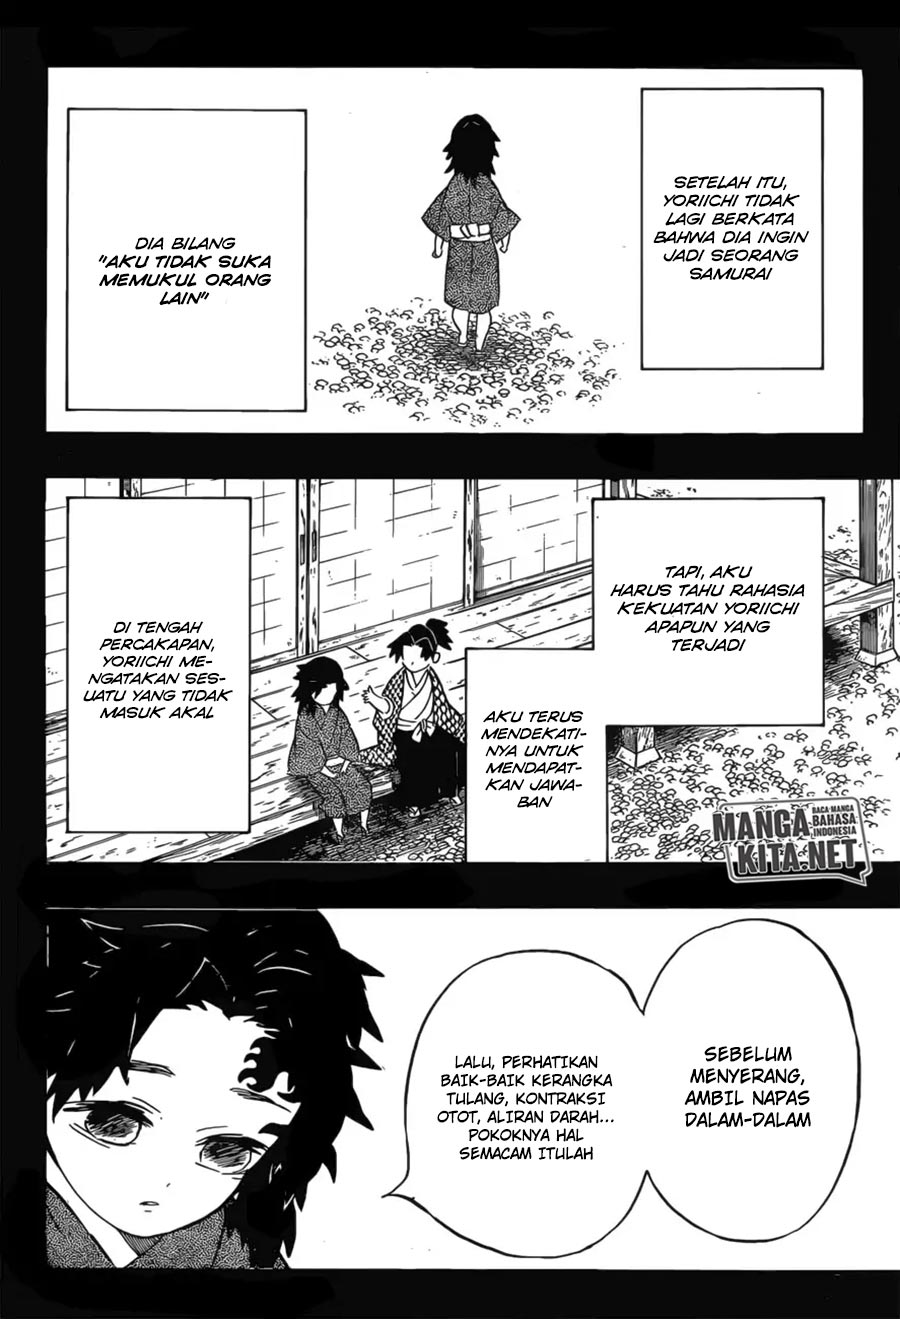 SETELAH ITU,
YORIICHI TIDAK
LAGI BERKATA
BAHWA DIA INGIN
JADI SEORANG
SAMURAI
DIA BILANG
"AKU TIDAK SUKA
MEMUKUL ORANG
LAIN"
TAPI, AKU
HARUS TAHU RAHASIA
KEKUATAN YORIICHI
APAPUN YANG
TERJADI
AKU TERUS
MENDEKATI-
NYA UNTUK
MENDAPAT-
KAN JAWA-
BAN
DI TENGAH
PERCAKAPAN,
YORIICHI ME-
NGATAKAN SES-
UATU YANG TIDAK
MASUK AKAL
MANGA
BACA MANGA
BAHASA
INDONESIA
KITA.NET
SEBELUM
MENYERANG,
AMBIL NAPAS
DALAM-DALAM
LALU, PERHATIKAN
BAIK-BAIK KERANGKA
TULANG, KONTRAKSI
OTOT, ALIRAN DARAH...
POKOKNYA HAL
SEMACAM ITULAH